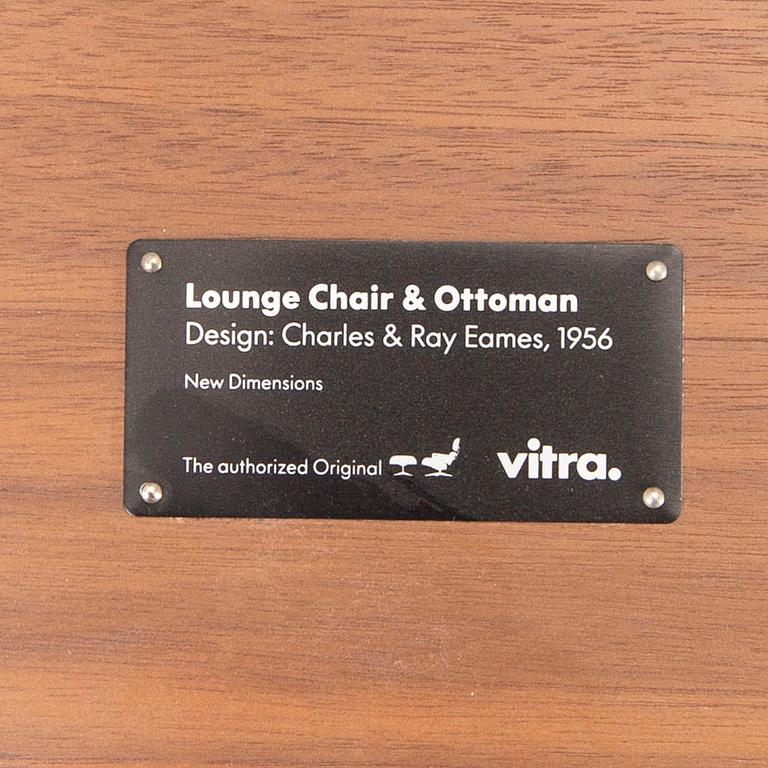 Lounge Chair & Ottoman
Design: Charles & Ray Eames, 1956
New Dimensions
The authorized Original
vitra.